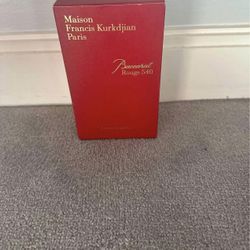 Maison
Francis Kurkdjian
Paris
Baccarat
Rouge 540